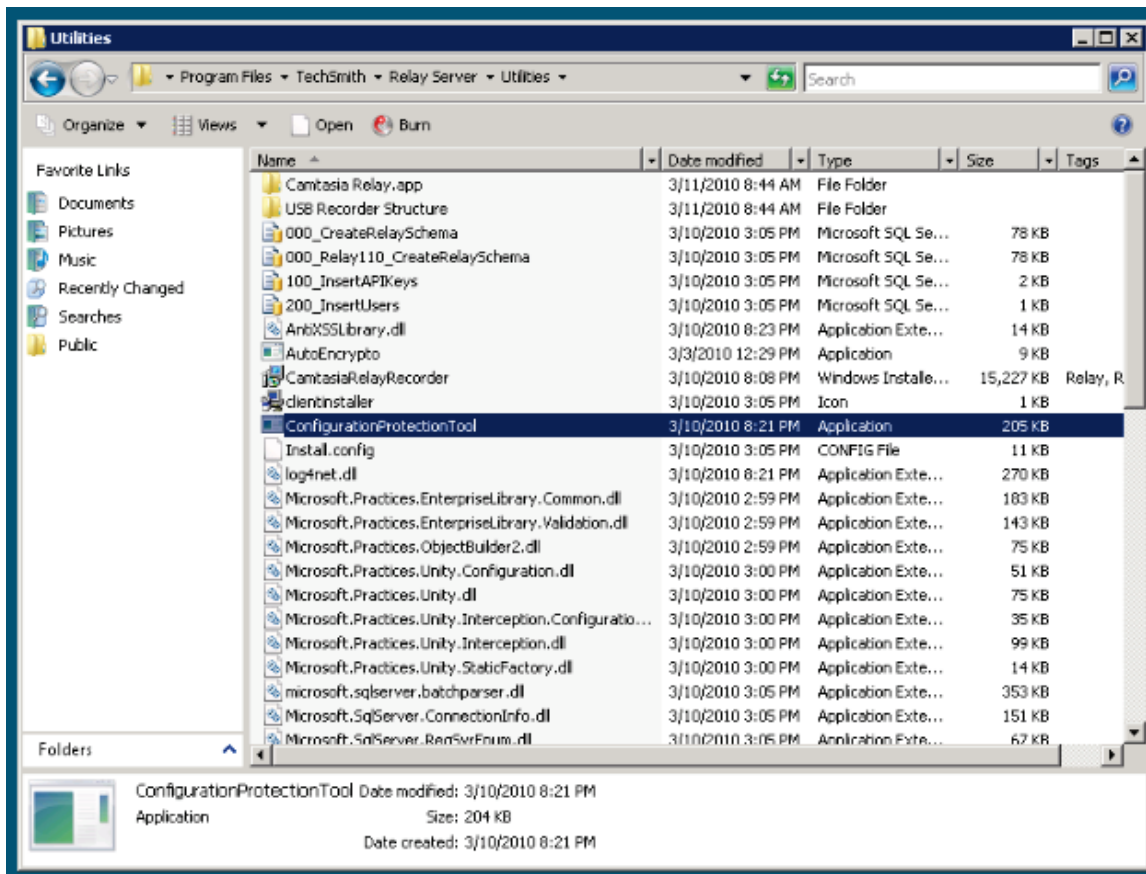 Utilities
Program Files TechSmith Relay Server Utilities Search
Organize Views Open Burn
Favorite Links
Documents
Pictures
Music
Recently Changed
Searches
Public
Folders
Name Date modified Type Size Tags
Camtasia Relay.app 3/11/2010 8:44 AM File Folder
USB Recorder Structure 3/11/2010 8:44 AM File Folder
000_CreateRelaySchema 3/10/2010 3:05 PM Microsoft SQL Se... 78 KB
000_Relay110_CreateRelaySchema 3/10/2010 3:05 PM Microsoft SQL Se... 78 KB
100_InsertAPIKeys 3/10/2010 3:05 PM Microsoft SQL Se... 2 KB
200_InsertUsers 3/10/2010 3:05 PM Microsoft SQL Se... 1 KB
AntiXSSLibrary.dll 3/10/2010 8:23 PM Application Exte... 14 KB
AutoEncrypto 3/3/2010 12:29 PM Application 9 KB
CamtasiaRelayRecorder 3/10/2010 8:08 PM Windows Installe... 15,227 KB Relay, R
clientinstaller 3/10/2010 3:05 PM Icon 1 KB
ConfigurationProtectionTool 3/10/2010 8:21 PM Application 205 KB
Install.config 3/10/2010 3:05 PM CONFIG File 11 KB
log4net.dll 3/10/2010 8:21 PM Application Exte... 270 KB
Microsoft.Practices.EnterpriseLibrary.Common.dll 3/10/2010 2:59 PM Application Exte... 183 KB
Microsoft.Practices.EnterpriseLibrary.Validation.dll 3/10/2010 2:59 PM Application Exte... 143 KB
Microsoft.Practices.ObjectBuilder2.dll 3/10/2010 2:59 PM Application Exte... 75 KB
Microsoft.Practices.Unity.Configuration.dll 3/10/2010 3:00 PM Application Exte... 51 KB
Microsoft.Practices.Unity.dll 3/10/2010 3:00 PM Application Exte... 75 KB
Microsoft.Practices.Unity.Interception.Configuratio... 3/10/2010 3:00 PM Application Exte... 35 KB
Microsoft.Practices.Unity.Interception.dll 3/10/2010 3:00 PM Application Exte... 99 KB
Microsoft.Practices.Unity.StaticFactory.dll 3/10/2010 3:00 PM Application Exte... 14 KB
microsoft.sqlserver.batchparser.dll 3/10/2010 3:05 PM Application Exte... 353 KB
Microsoft.SqlServer.ConnectionInfo.dll 3/10/2010 3:05 PM Application Exte... 151 KB
Microsoft.SqlServer.RegSvrEnum.dll 3/10/2010 3:05 PM Application Exte... 67 KB
ConfigurationProtectionTool Date modified: 3/10/2010 8:21 PM
Application Size: 204 KB
Date created: 3/10/2010 8:21 PM